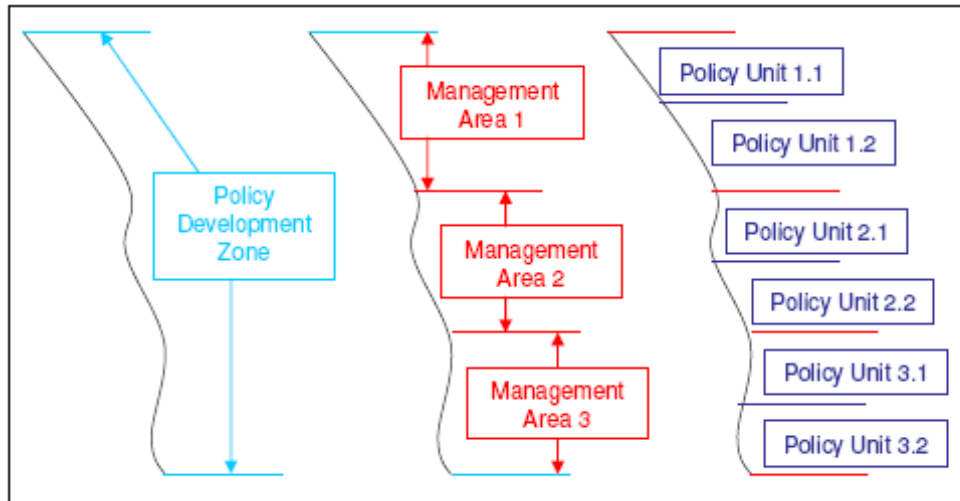 Policy
Development
Zone
Management
Area 1
Management
Area 2
Management
Area 3
Policy Unit 1.1
Policy Unit 1.2
Policy Unit 2.1
Policy Unit 2.2
Policy Unit 3.1
Policy Unit 3.2